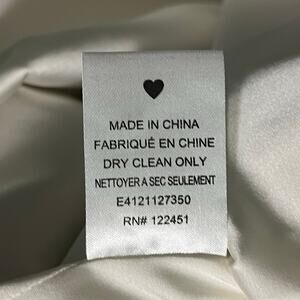 MADE IN CHINA
FABRIQUÉ EN CHINE
DRY CLEAN ONLY
NETTOYER A SEC SEULEMENT
E4121127350
RN# 122451